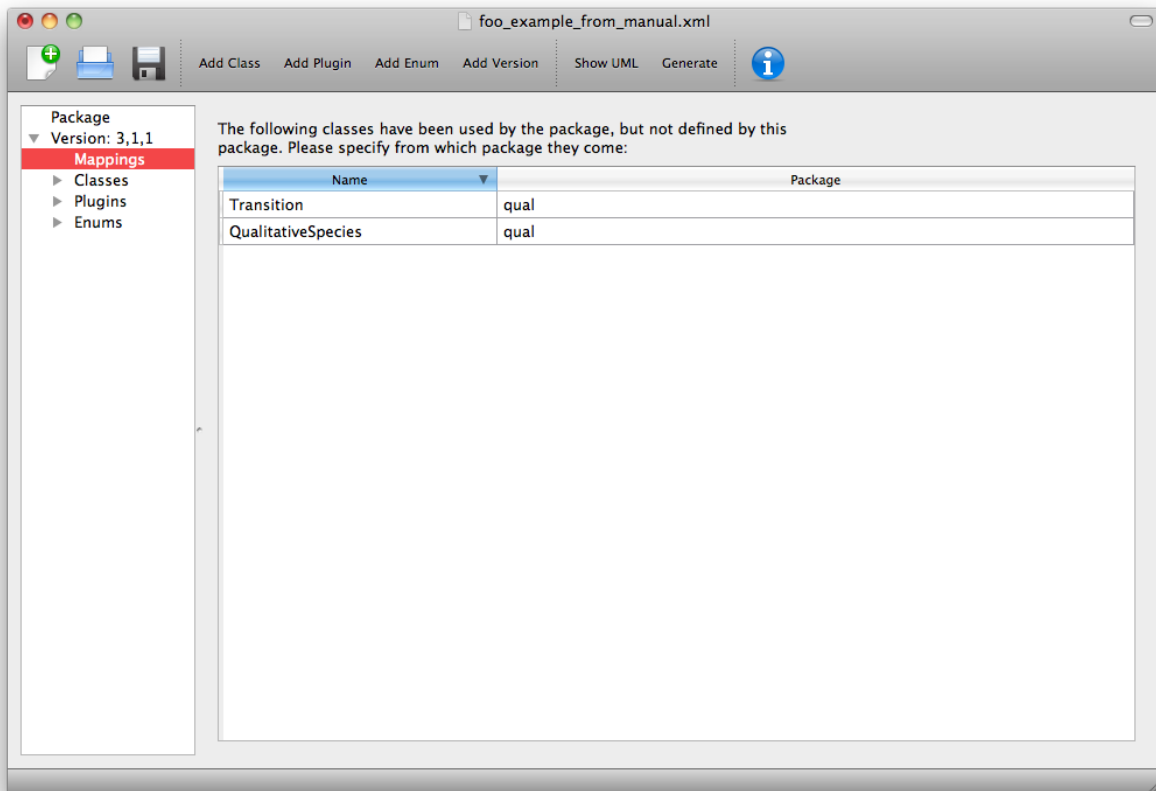 foo_example_from_manual.xml
Add Class Add Plugin Add Enum Add Version Show UML Generate
Package
Version: 3,1,1
Mappings
Classes
Plugins
Enums
The following classes have been used by the package, but not defined by this
package. Please specify from which package they come:
Name Package
Transition qual
QualitativeSpecies qual